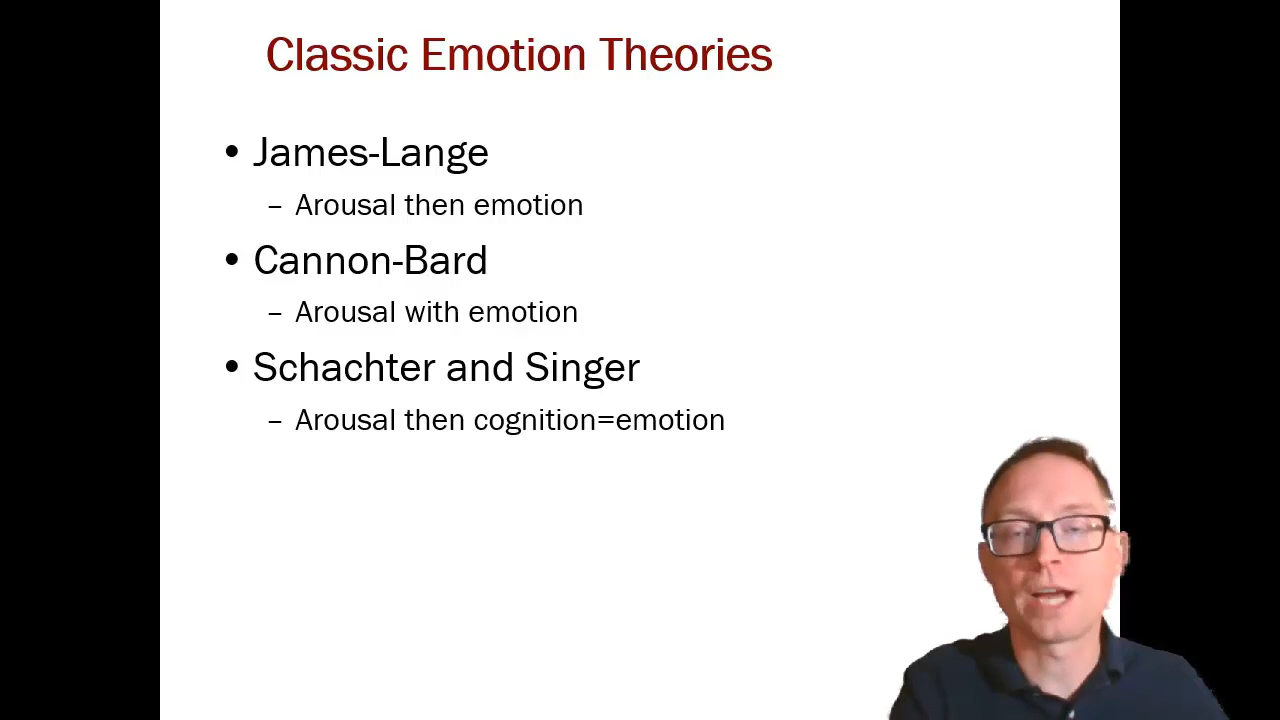 Classic Emotion Theories
• James-Lange
– Arousal then emotion
• Cannon-Bard
– Arousal with emotion
• Schachter and Singer
– Arousal then cognition=emotion